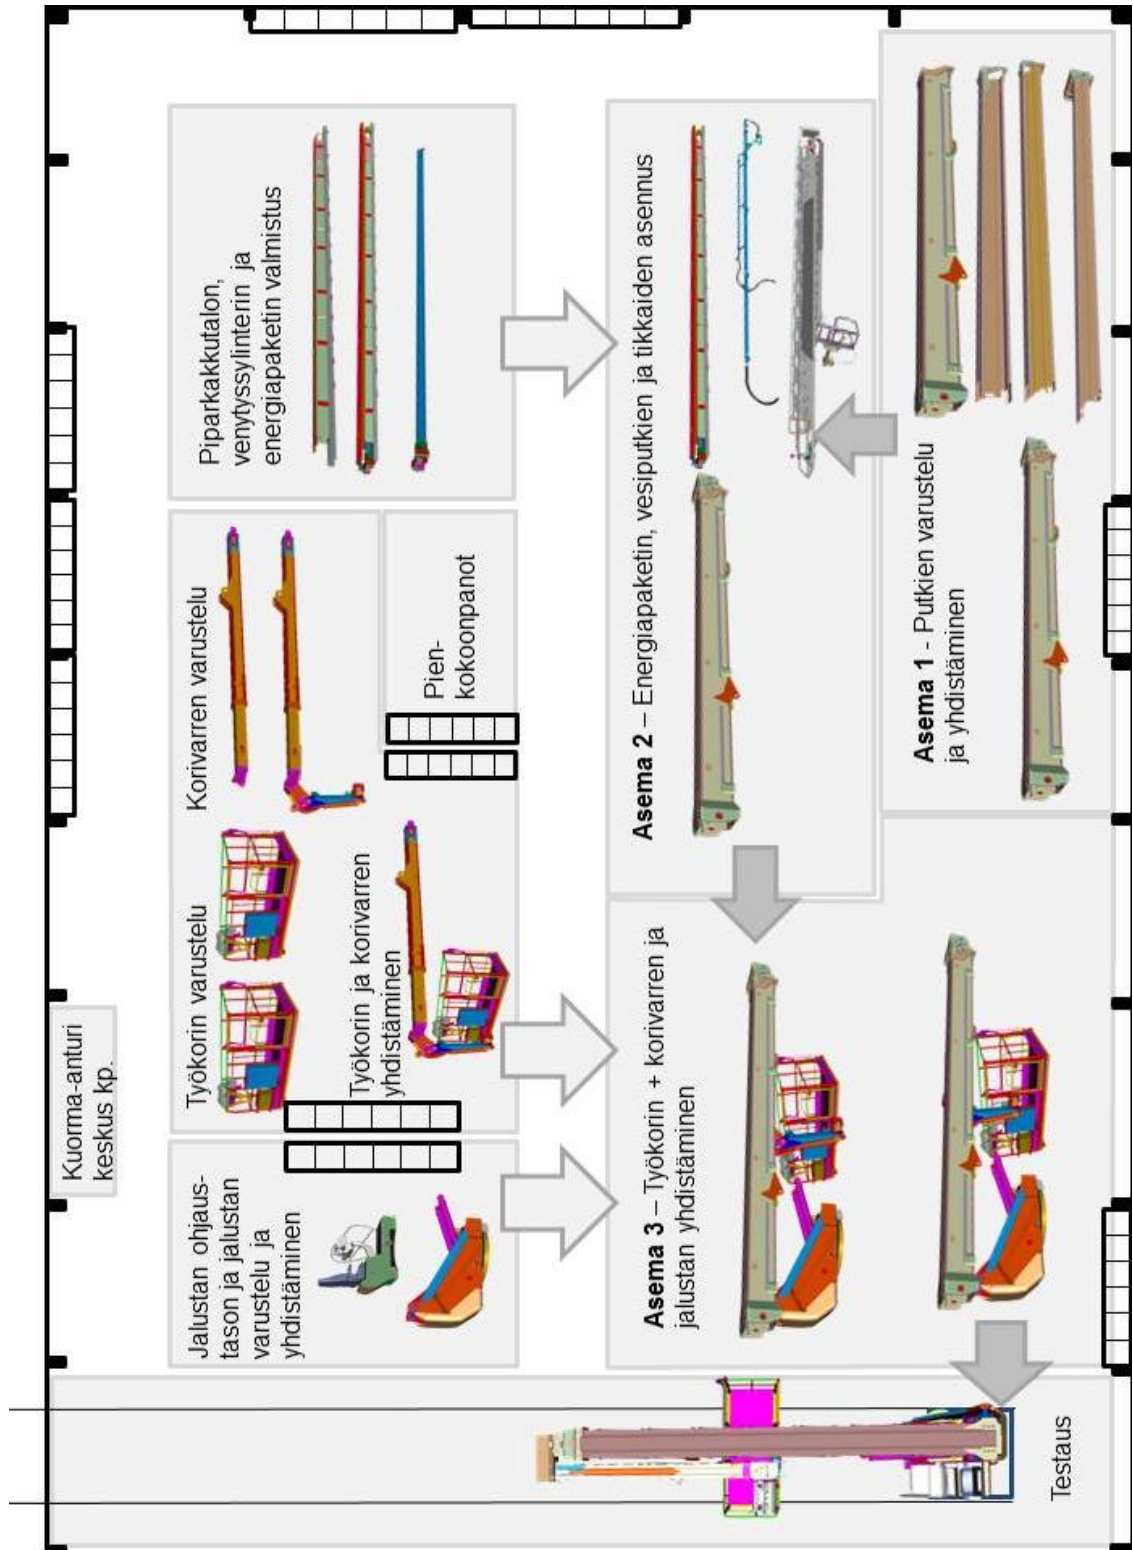 Kuorma-anturi
keskus kp.
Jalustan ohjaus-
tason ja jalustan
varustelu ja
yhdistäminen
Työkorin varustelu
Korivarren varustelu
Työkorin ja korivarren
yhdistäminen
Pien-
kokoonpanot
Piparkakkutalon,
venytyssylinterin ja
energiapaketin valmistus
Asema 3 – Työkorin + korivarren ja
jalustan yhdistäminen
Asema 2 – Energiapaketin, vesiputkien ja tikkaiden asennus
Asema 1 - Putkien varustelu
ja yhdistäminen
Testaus